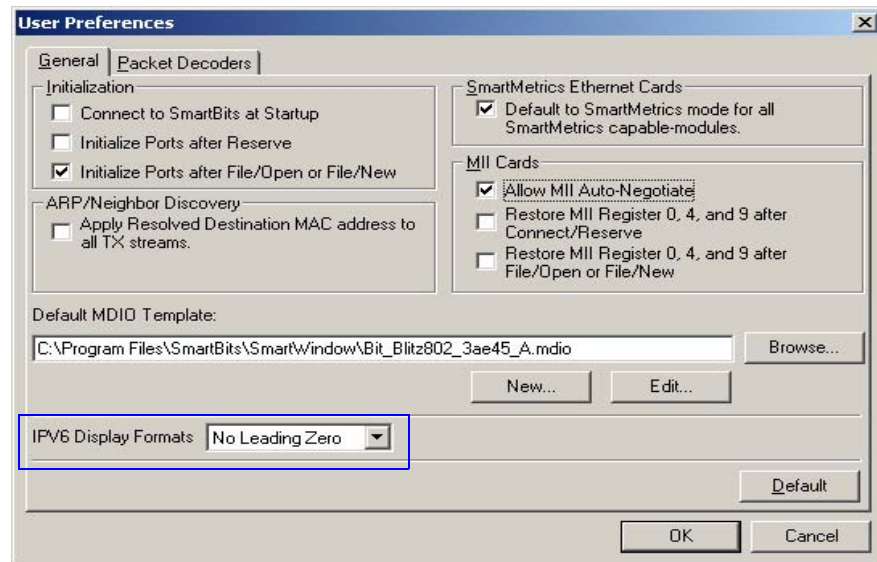 User Preferences
General
Packet Decoders
Initialization
Connect to SmartBits at Startup
Initialize Ports after Reserve
Initialize Ports after File/Open or File/New
ARP/Neighbor Discovery
Apply Resolved Destination MAC address to
all TX streams.
SmartMetrics Ethernet Cards
Default to SmartMetrics mode for all
SmartMetrics capable-modules.
MII Cards
Allow MII Auto-Negotiate
Restore MII Register 0, 4, and 9 after
Connect/Reserve
Restore MII Register 0, 4, and 9 after
File/Open or File/New
Default MDIO Template:
C:\Program Files\SmartBits\SmartWindow\Bit_Blitz802_3ae45_A.mdio
Browse...
New...
Edit...
IPV6 Display Formats
No Leading Zero
Default
OK
Cancel